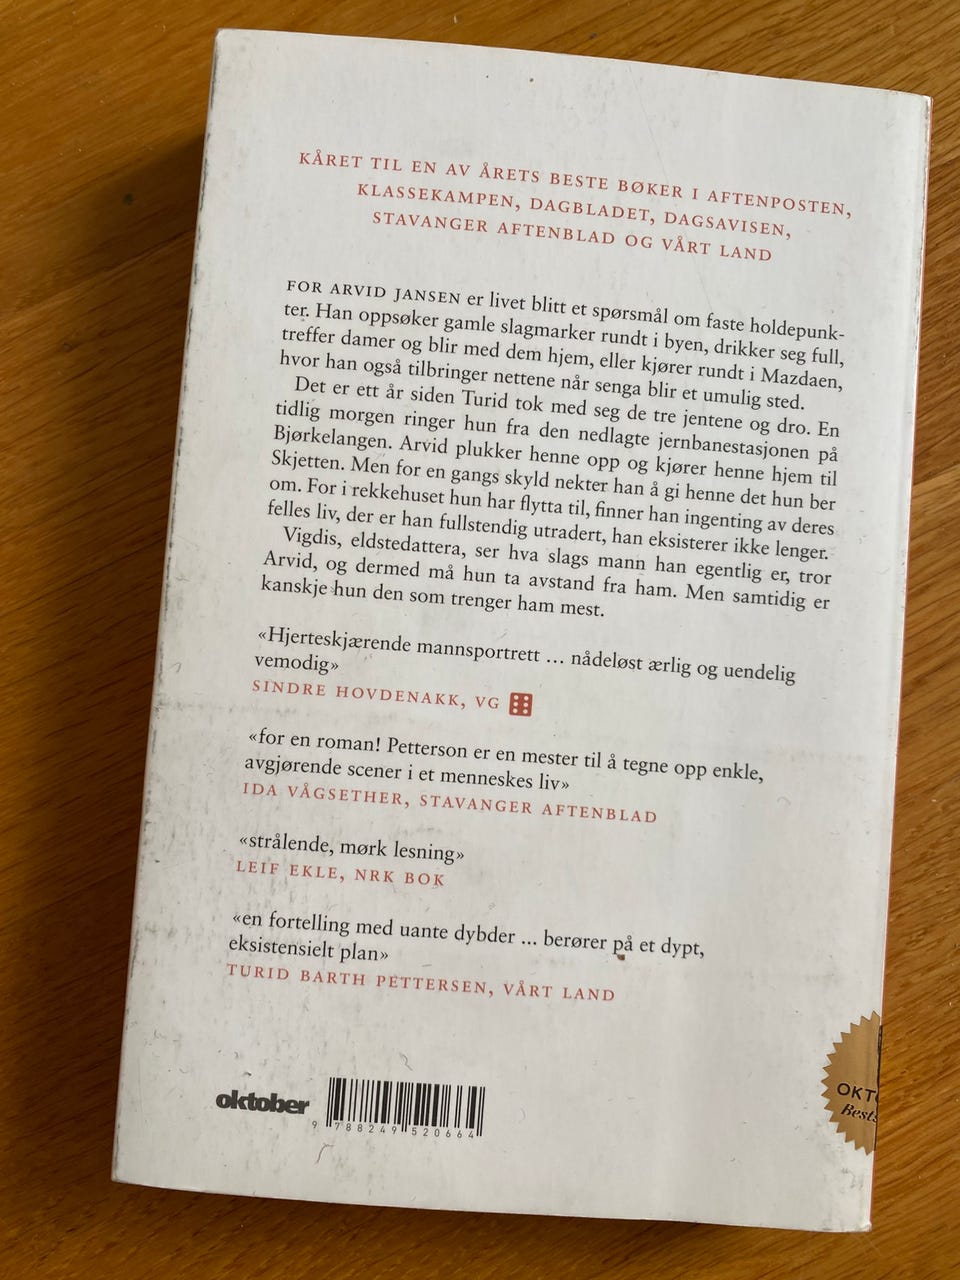 KÅRET TIL EN AV ÅRETS BESTE BØKER I AFTENPOSTEN,
KLASSEKAMPEN, DAGBLADET, DAGSAVISEN,
STAVANGER AFTENBLAD OG VÅRT LAND
FOR ARVID JANSEN er livet blitt et spørsmål om faste holdepunk-
ter. Han oppsøker gamle slagmarker rundt i byen, drikker seg full,
treffer damer og blir med dem hjem, eller kjører rundt i Mazdaen,
hvor han også tilbringer nettene når senga blir et umulig sted.
Det er ett år siden Turid tok med seg de tre jentene og dro. En
tidlig morgen ringer hun fra den nedlagte jernbanestasjonen på
Bjørkelangen. Arvid plukker henne opp og kjører henne hjem til
Skjetten. Men for en gangs skyld nekter han å gi henne det hun ber
om. For i rekkehuset hun har flytta til, finner han ingenting av deres
felles liv, der er han fullstendig utradert, han eksisterer ikke lenger.
Vigdis, eldstedattera, ser hva slags mann han egentlig er, tror
Arvid, og dermed må hun ta avstand fra ham. Men samtidig er
kanskje hun den som trenger ham mest.
«Hjerteskjærende mannsportrett ... nådeløst ærlig og uendelig
vemodig»
SINDRE HOVDENAKK, VG
«for en roman! Petterson er en mester til å tegne opp enkle,
avgjørende scener i et menneskes liv»
IDA VÅGSETHER, STAVANGER AFTENBLAD
«strålende, mørk lesning»
LEIF EKLE, NRK BOK
«en fortelling med uante dybder ... berører på et dypt,
eksistensielt plan»
TURID BARTH PETTERSEN, VÅRT LAND
oktober
9 788249 520664
OKTO
Bests